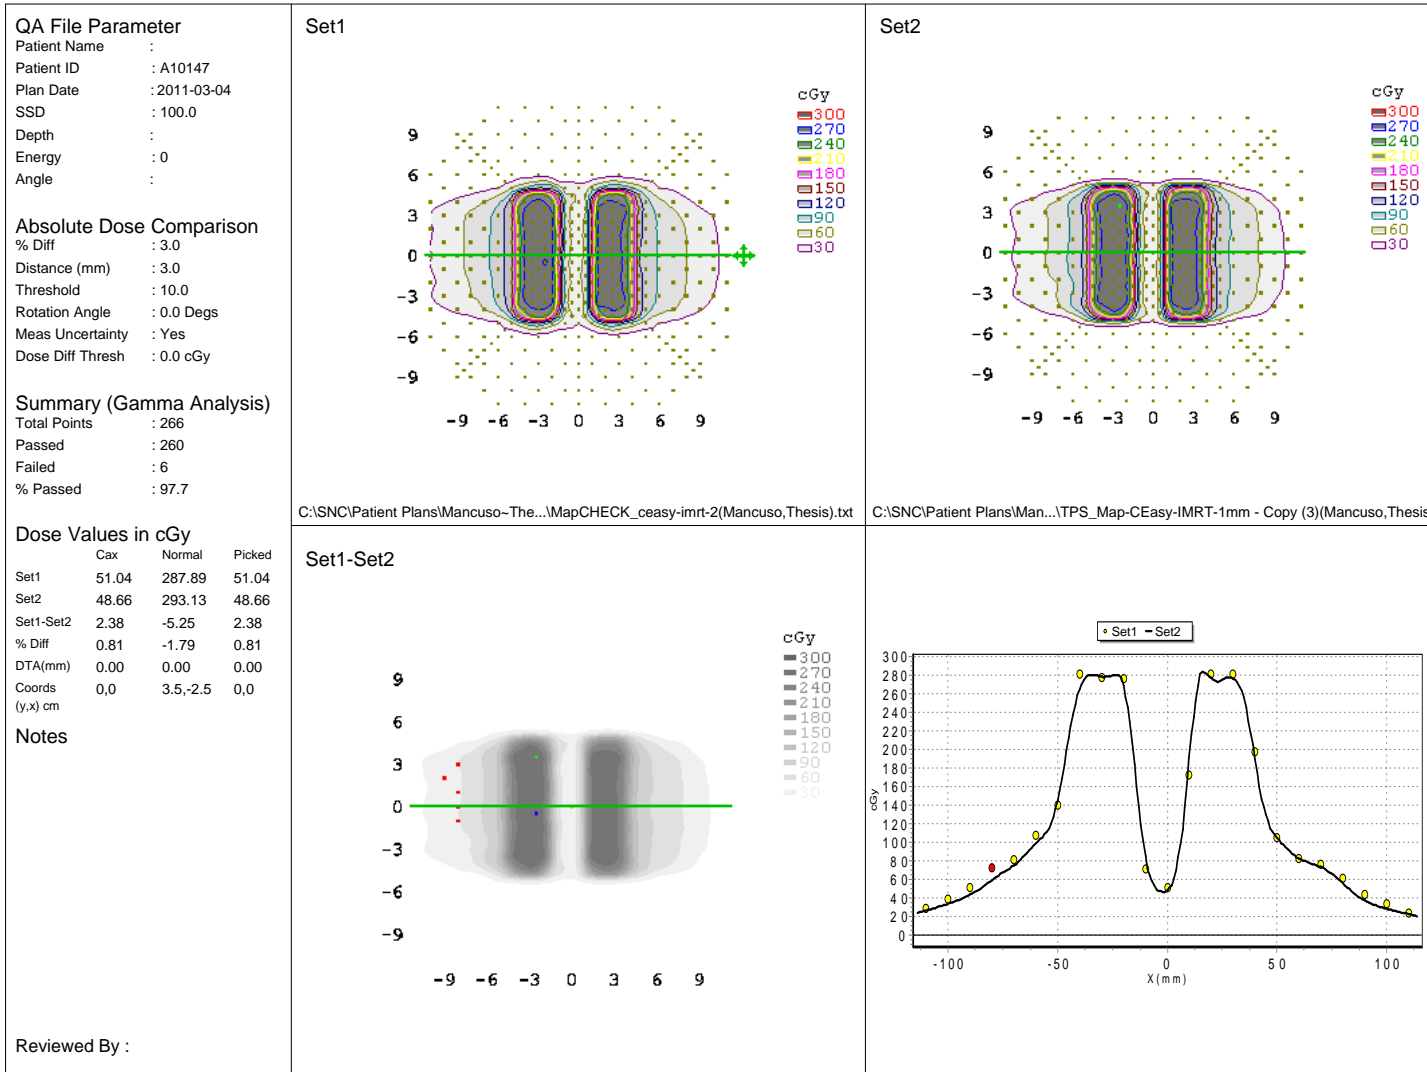 QA File Parameter
Patient Name :
Patient ID : A10147
Plan Date : 2011-03-04
SSD : 100.0
Depth :
Energy : 0
Angle :
Absolute Dose Comparison
% Diff : 3.0
Distance (mm) : 3.0
Threshold : 10.0
Rotation Angle : 0.0 Degs
Meas Uncertainty : Yes
Dose Diff Thresh : 0.0 cGy
Summary (Gamma Analysis)
Total Points : 266
Passed : 260
Failed : 6
% Passed : 97.7
Dose Values in cGy
Cax Normal Picked
Set1 51.04 287.89 51.04
Set2 48.66 293.13 48.66
Set1-Set2 2.38 -5.25 2.38
% Diff 0.81 -1.79 0.81
DTA(mm) 0.00 0.00 0.00
Coords 0,0 3.5,-2.5 0,0
(y,x) cm
Notes
Reviewed By :
Set1
cGy
300
270
240
210
180
150
120
90
60
30
9
6
3
0
-3
-6
-9
-9 -6 -3 0 3 6 9
C:\SNC\Patient Plans\Mancuso~The...\MapCHECK_ceasy-imrt-2(Mancuso,Thesis).txt
Set2
cGy
300
270
240
210
180
150
120
90
60
30
9
6
3
0
-3
-6
-9
-9 -6 -3 0 3 6 9
C:\SNC\Patient Plans\Man...\TPS_Map-CEasy-IMRT-1mm - Copy (3)(Mancuso,Thesis
Set1-Set2
cGy
300
270
240
210
180
150
120
90
60
30
9
6
3
0
-3
-6
-9
-9 -6 -3 0 3 6 9
Set1 Set2
300
280
260
240
220
200
180
160
140
120
100
80
60
40
20
0
cGy
-100 -50 0 50 100
X(mm)